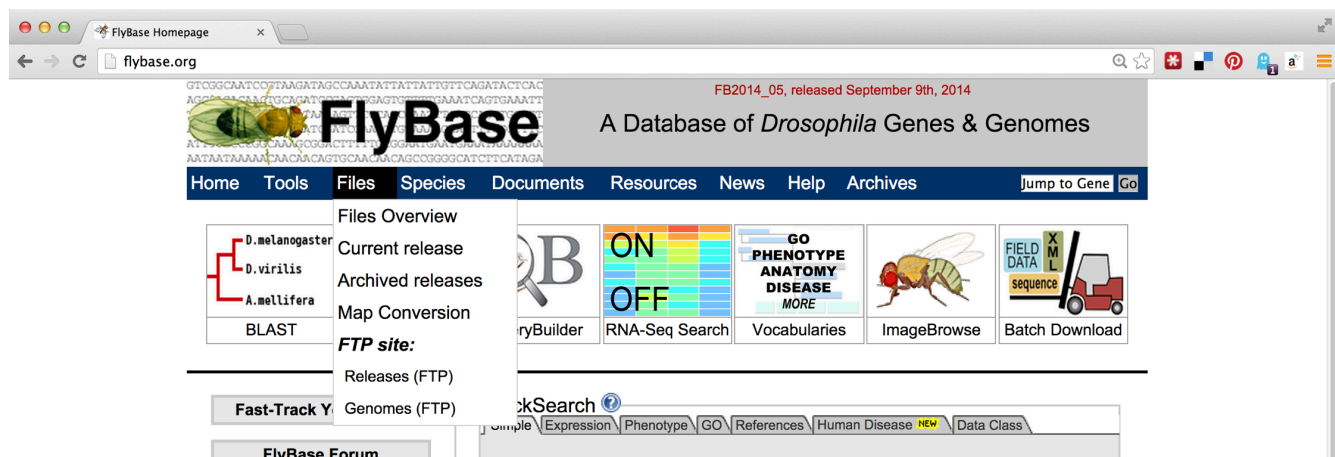 FlyBase Homepage
flybase.org
1
FB2014_05, released September 9th, 2014
FlyBase
A Database of Drosophila Genes & Genomes
Home Tools Files Species Documents Resources News Help Archives Jump to Gene Go
Files Overview
Current release
Archived releases
Map Conversion
FTP site:
Releases (FTP)
Genomes (FTP)
D.melanogaster
D.virilis
A.mellifera
BLAST
ON
OFF
RNA-Seq Search
GO
PHENOTYPE
ANATOMY
DISEASE
MORE
Vocabularies
ImageBrowse
FIELD
DATA
XML
sequence
Batch Download
Fast-Track
FlyBase Forum
Simple Expression Phenotype GO References Human Disease NEW Data Class